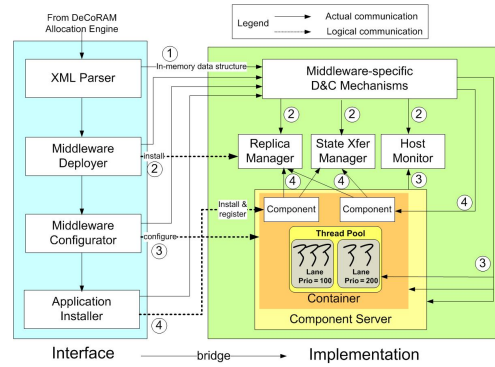 From DeCoRAM
Allocation Engine
Legend
Actual communication
Logical communication
1
XML Parser
In-memory data structure
Middleware-specific
D&C Mechanisms
2
2
2
Middleware
Deployer
install
2
Replica
Manager
State Xfer
Manager
Host
Monitor
4
4
3
4
Install &
register
Component
Component
Middleware
Configurator
configure
3
Thread Pool
Lane
Prio = 100
Lane
Prio = 200
3
Container
Application
Installer
4
Component Server
Interface
bridge
Implementation